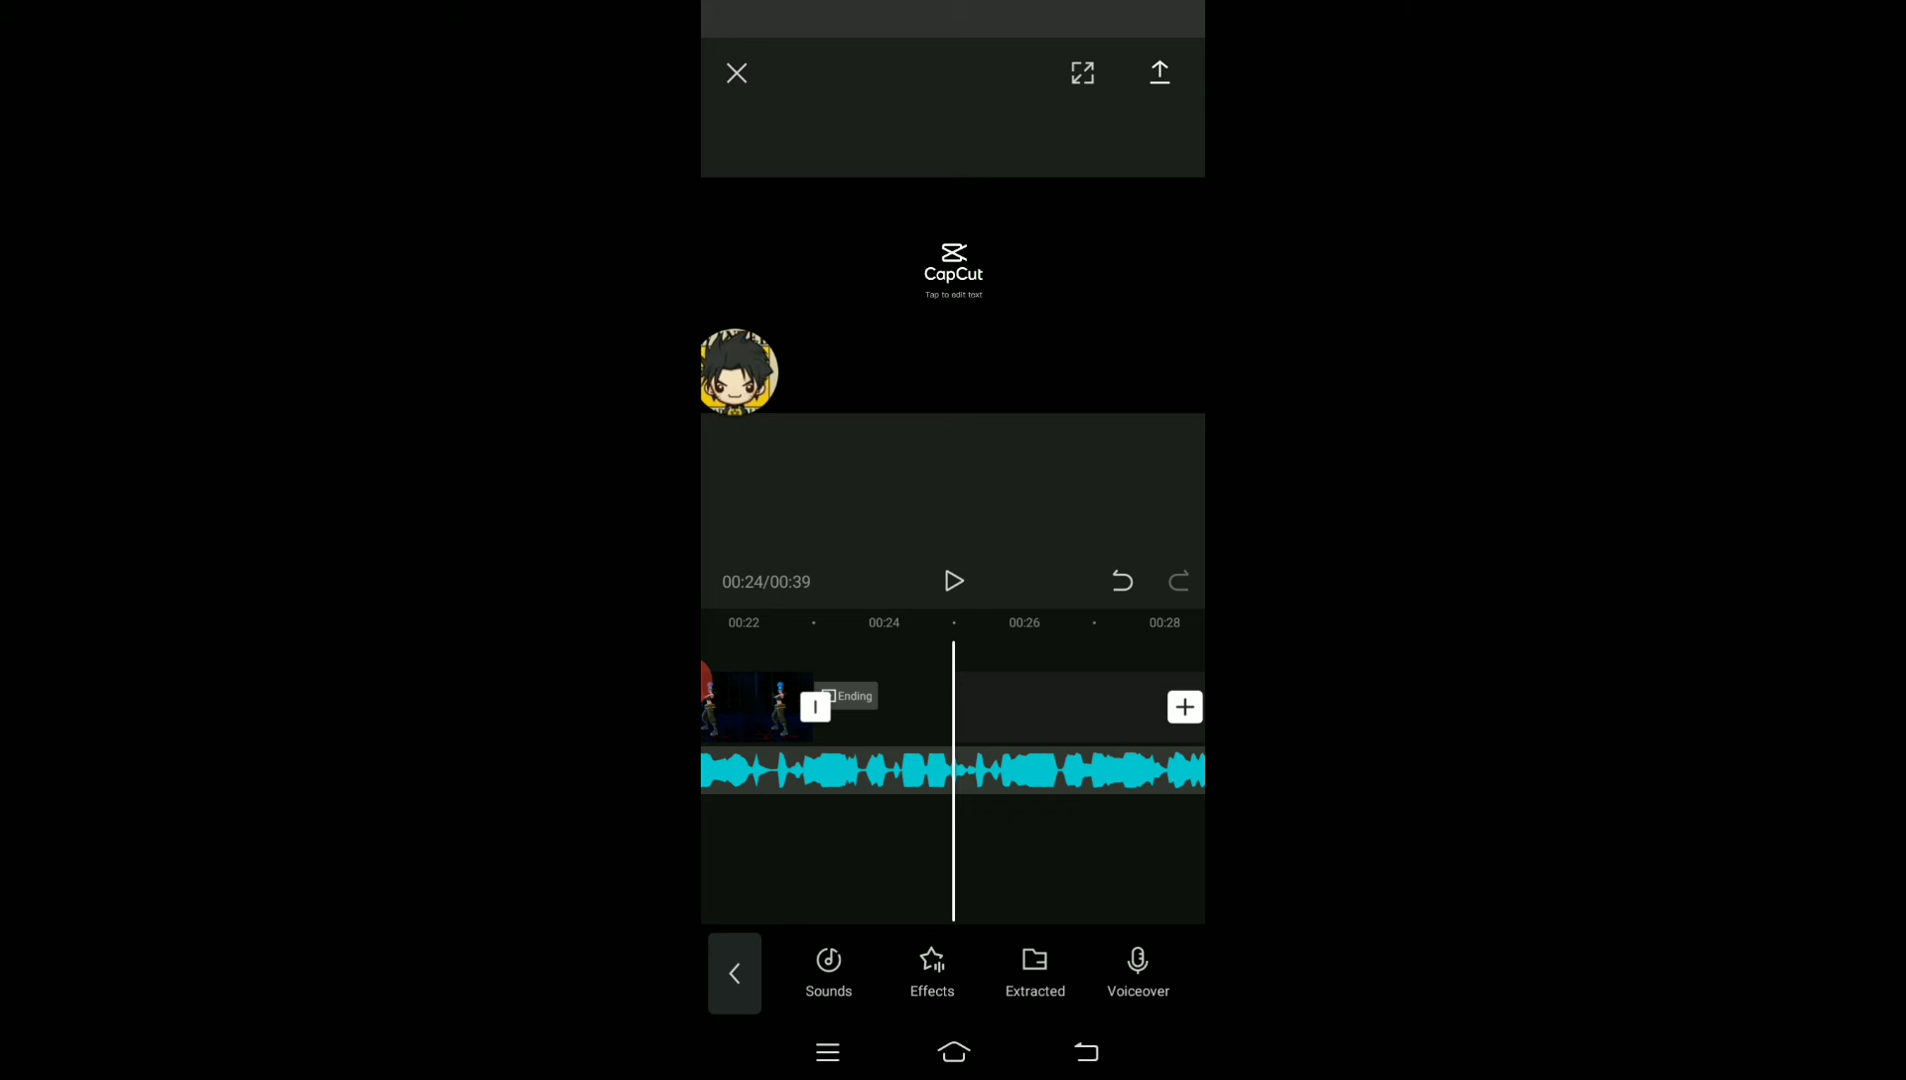 CapCut
Tap to edit text
00:24/00:39
00:22
00:24
00:26
00:28
Ending
Sounds
Effects
Extracted
Voiceover